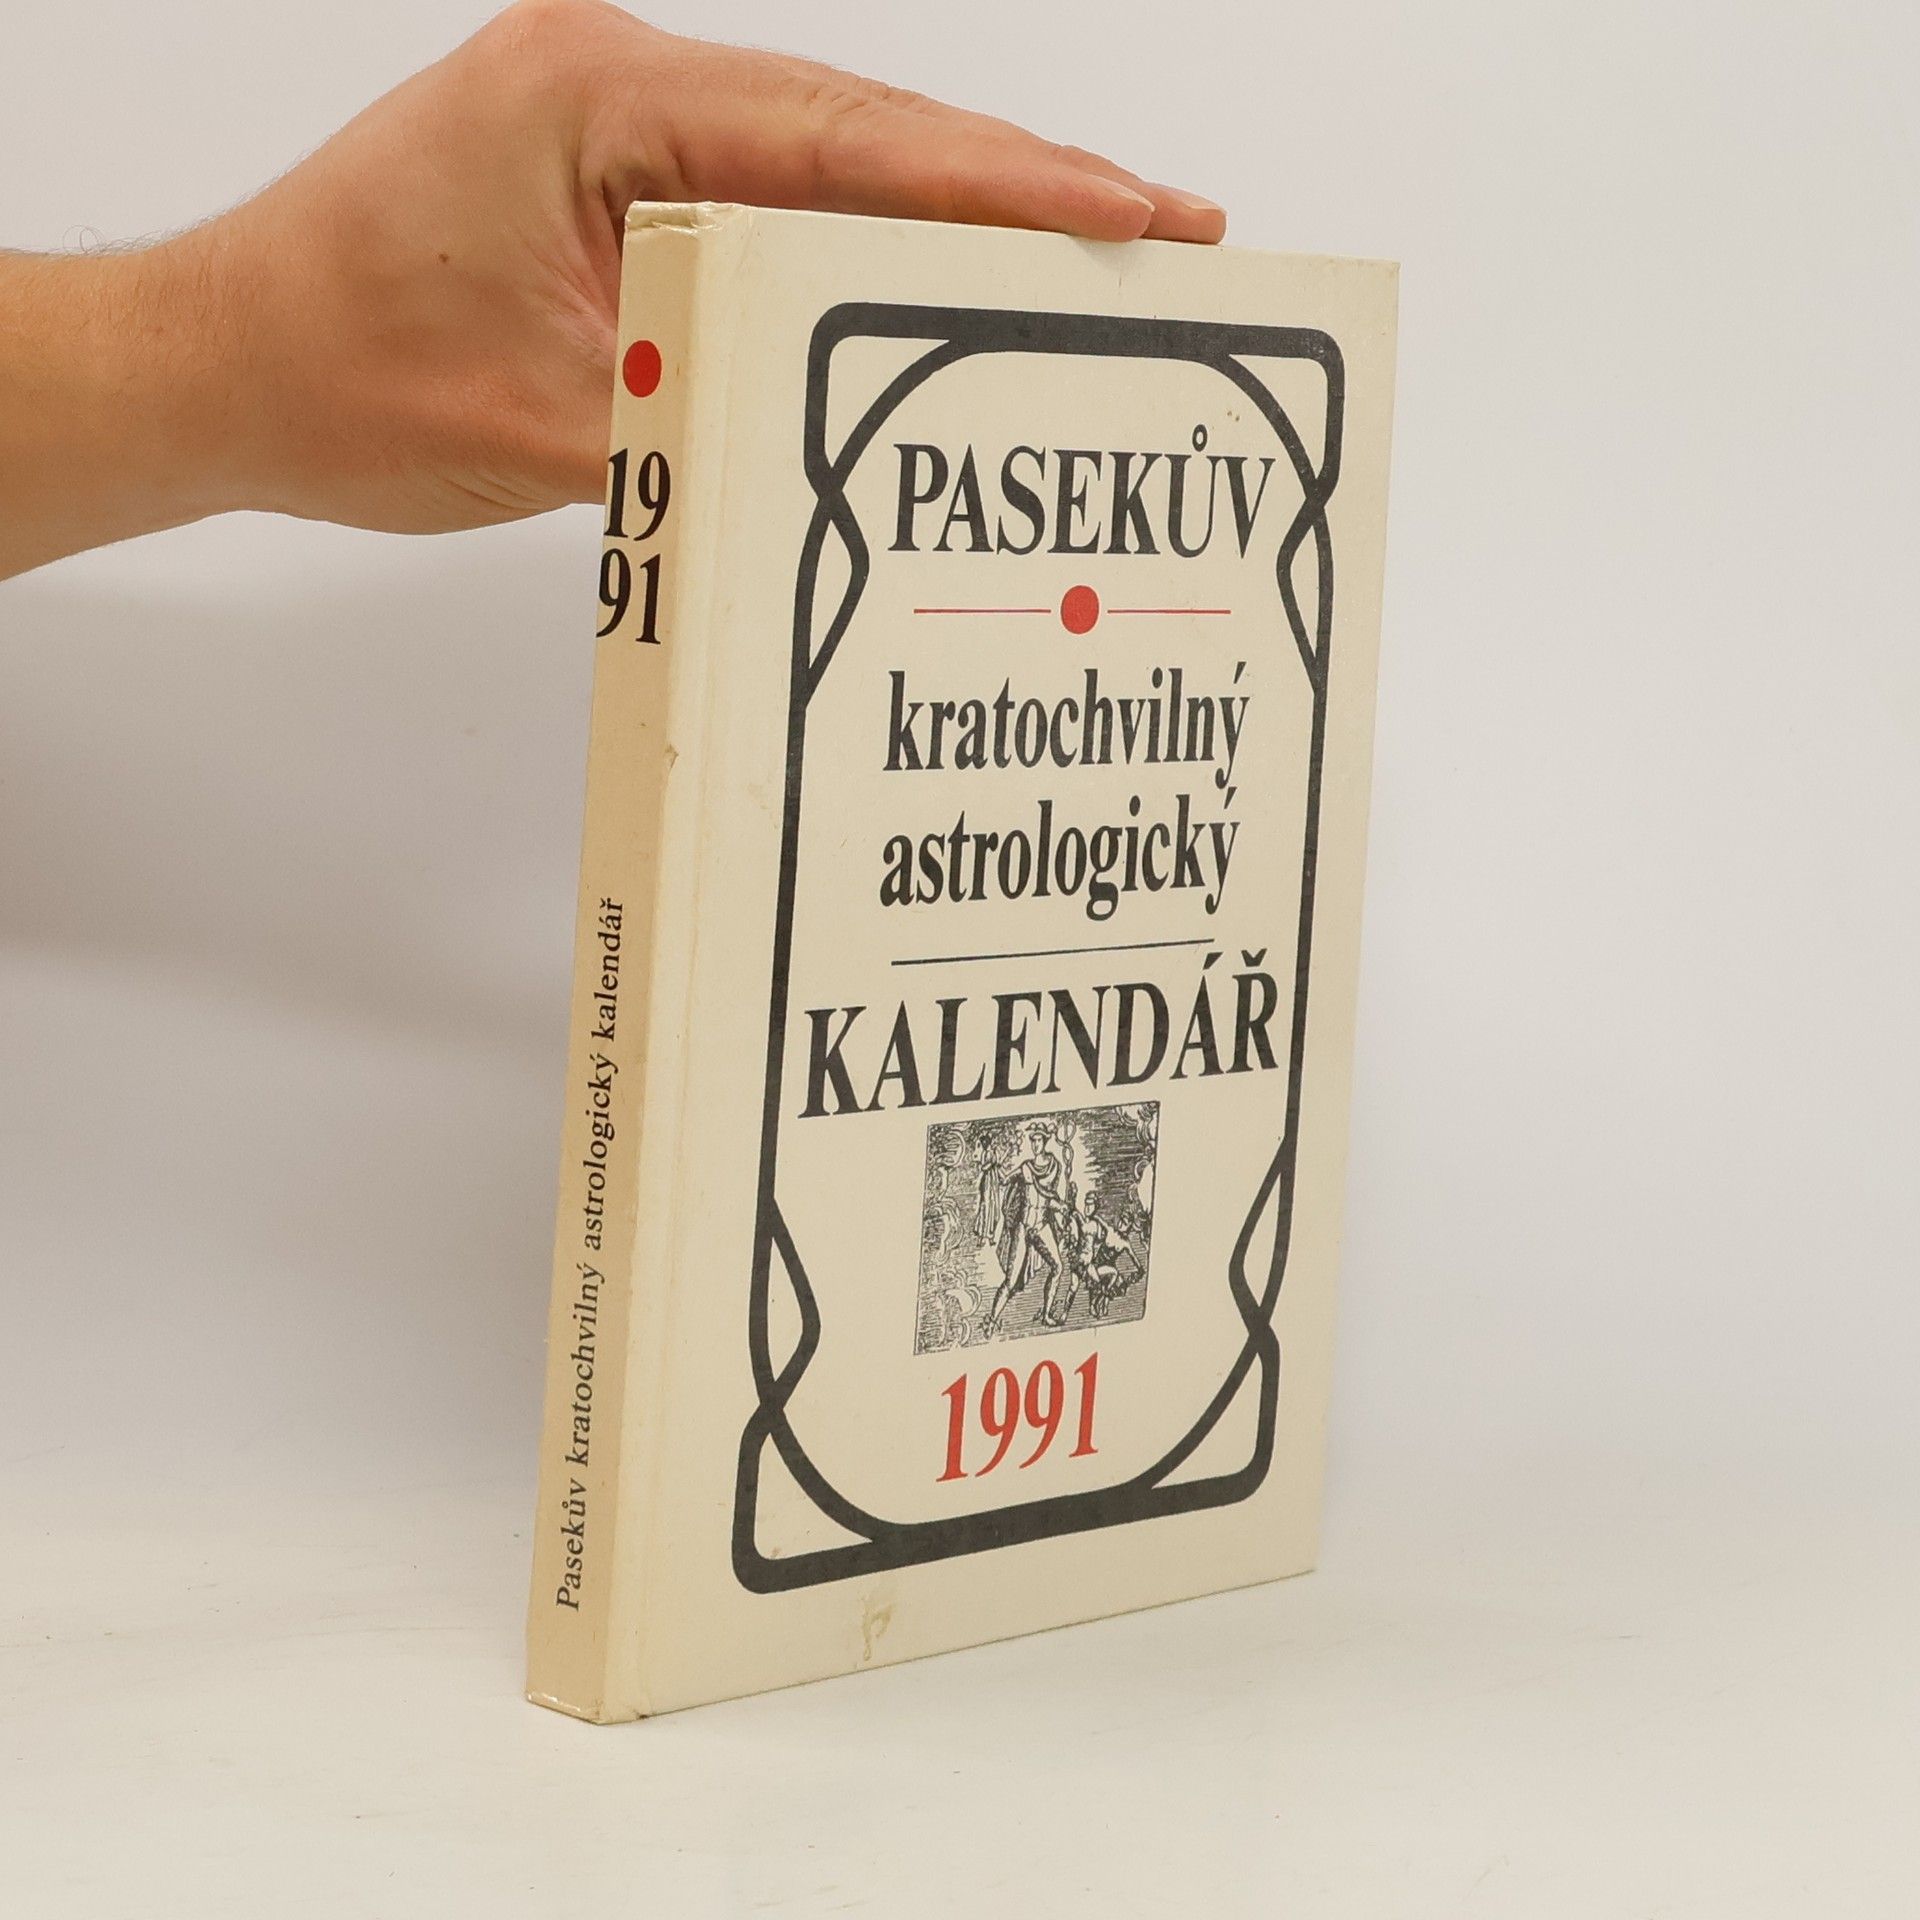 19
91
Pasekův kratochvilný astrologický kalendář
PASEKŮV
kratochvilný
astrologický
KALENDÁŘ
1991